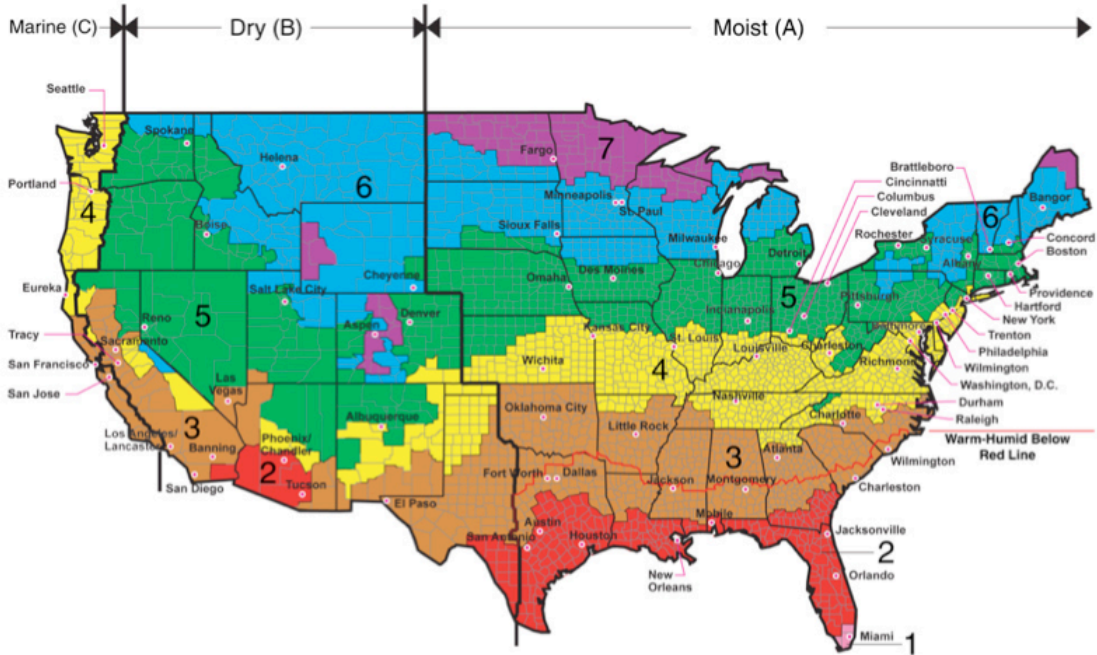 Marine (C)
Dry (B)
Moist (A)
Seattle
Spokane
Helena
Fargo
7
Brattleboro
Cincinnatti
Columbus
Cleveland
Portland
4
6
Minneapolis
St. Paul
Bangor
6
Boise
Sioux Falls
Milwaukee
Detroit
Rochester
Syracuse
Concord
Boston
Albany
Chicago
Cheyenne
Omaha
Des Moines
Eureka
Salt Lake City
5
Pittsburgh
Providence
Hartford
New York
Reno
5
Aspen
Denver
Indianapolis
Kansas City
St. Louis
Baltimore
Trenton
Tracy
Sacramento
Louisville
Charleston
Philadelphia
San Francisco
Wichita
4
Richmond
Wilmington
Las
Vegas
Washington, D.C.
San Jose
Nashville
Durham
Albuquerque
Oklahoma City
Charlotte
Raleigh
3
Little Rock
Los Angeles/
Lancaster
Banning
Phoenix/
Chandler
3
Atlanta
Warm-Humid Below
Red Line
Wilmington
2
Fort Worth
Dallas
Jackson
Montgomery
San Diego
Tucson
Charleston
El Paso
Mobile
Austin
Jacksonville
San Antonio
Houston
2
New
Orleans
Orlando
Miami
1